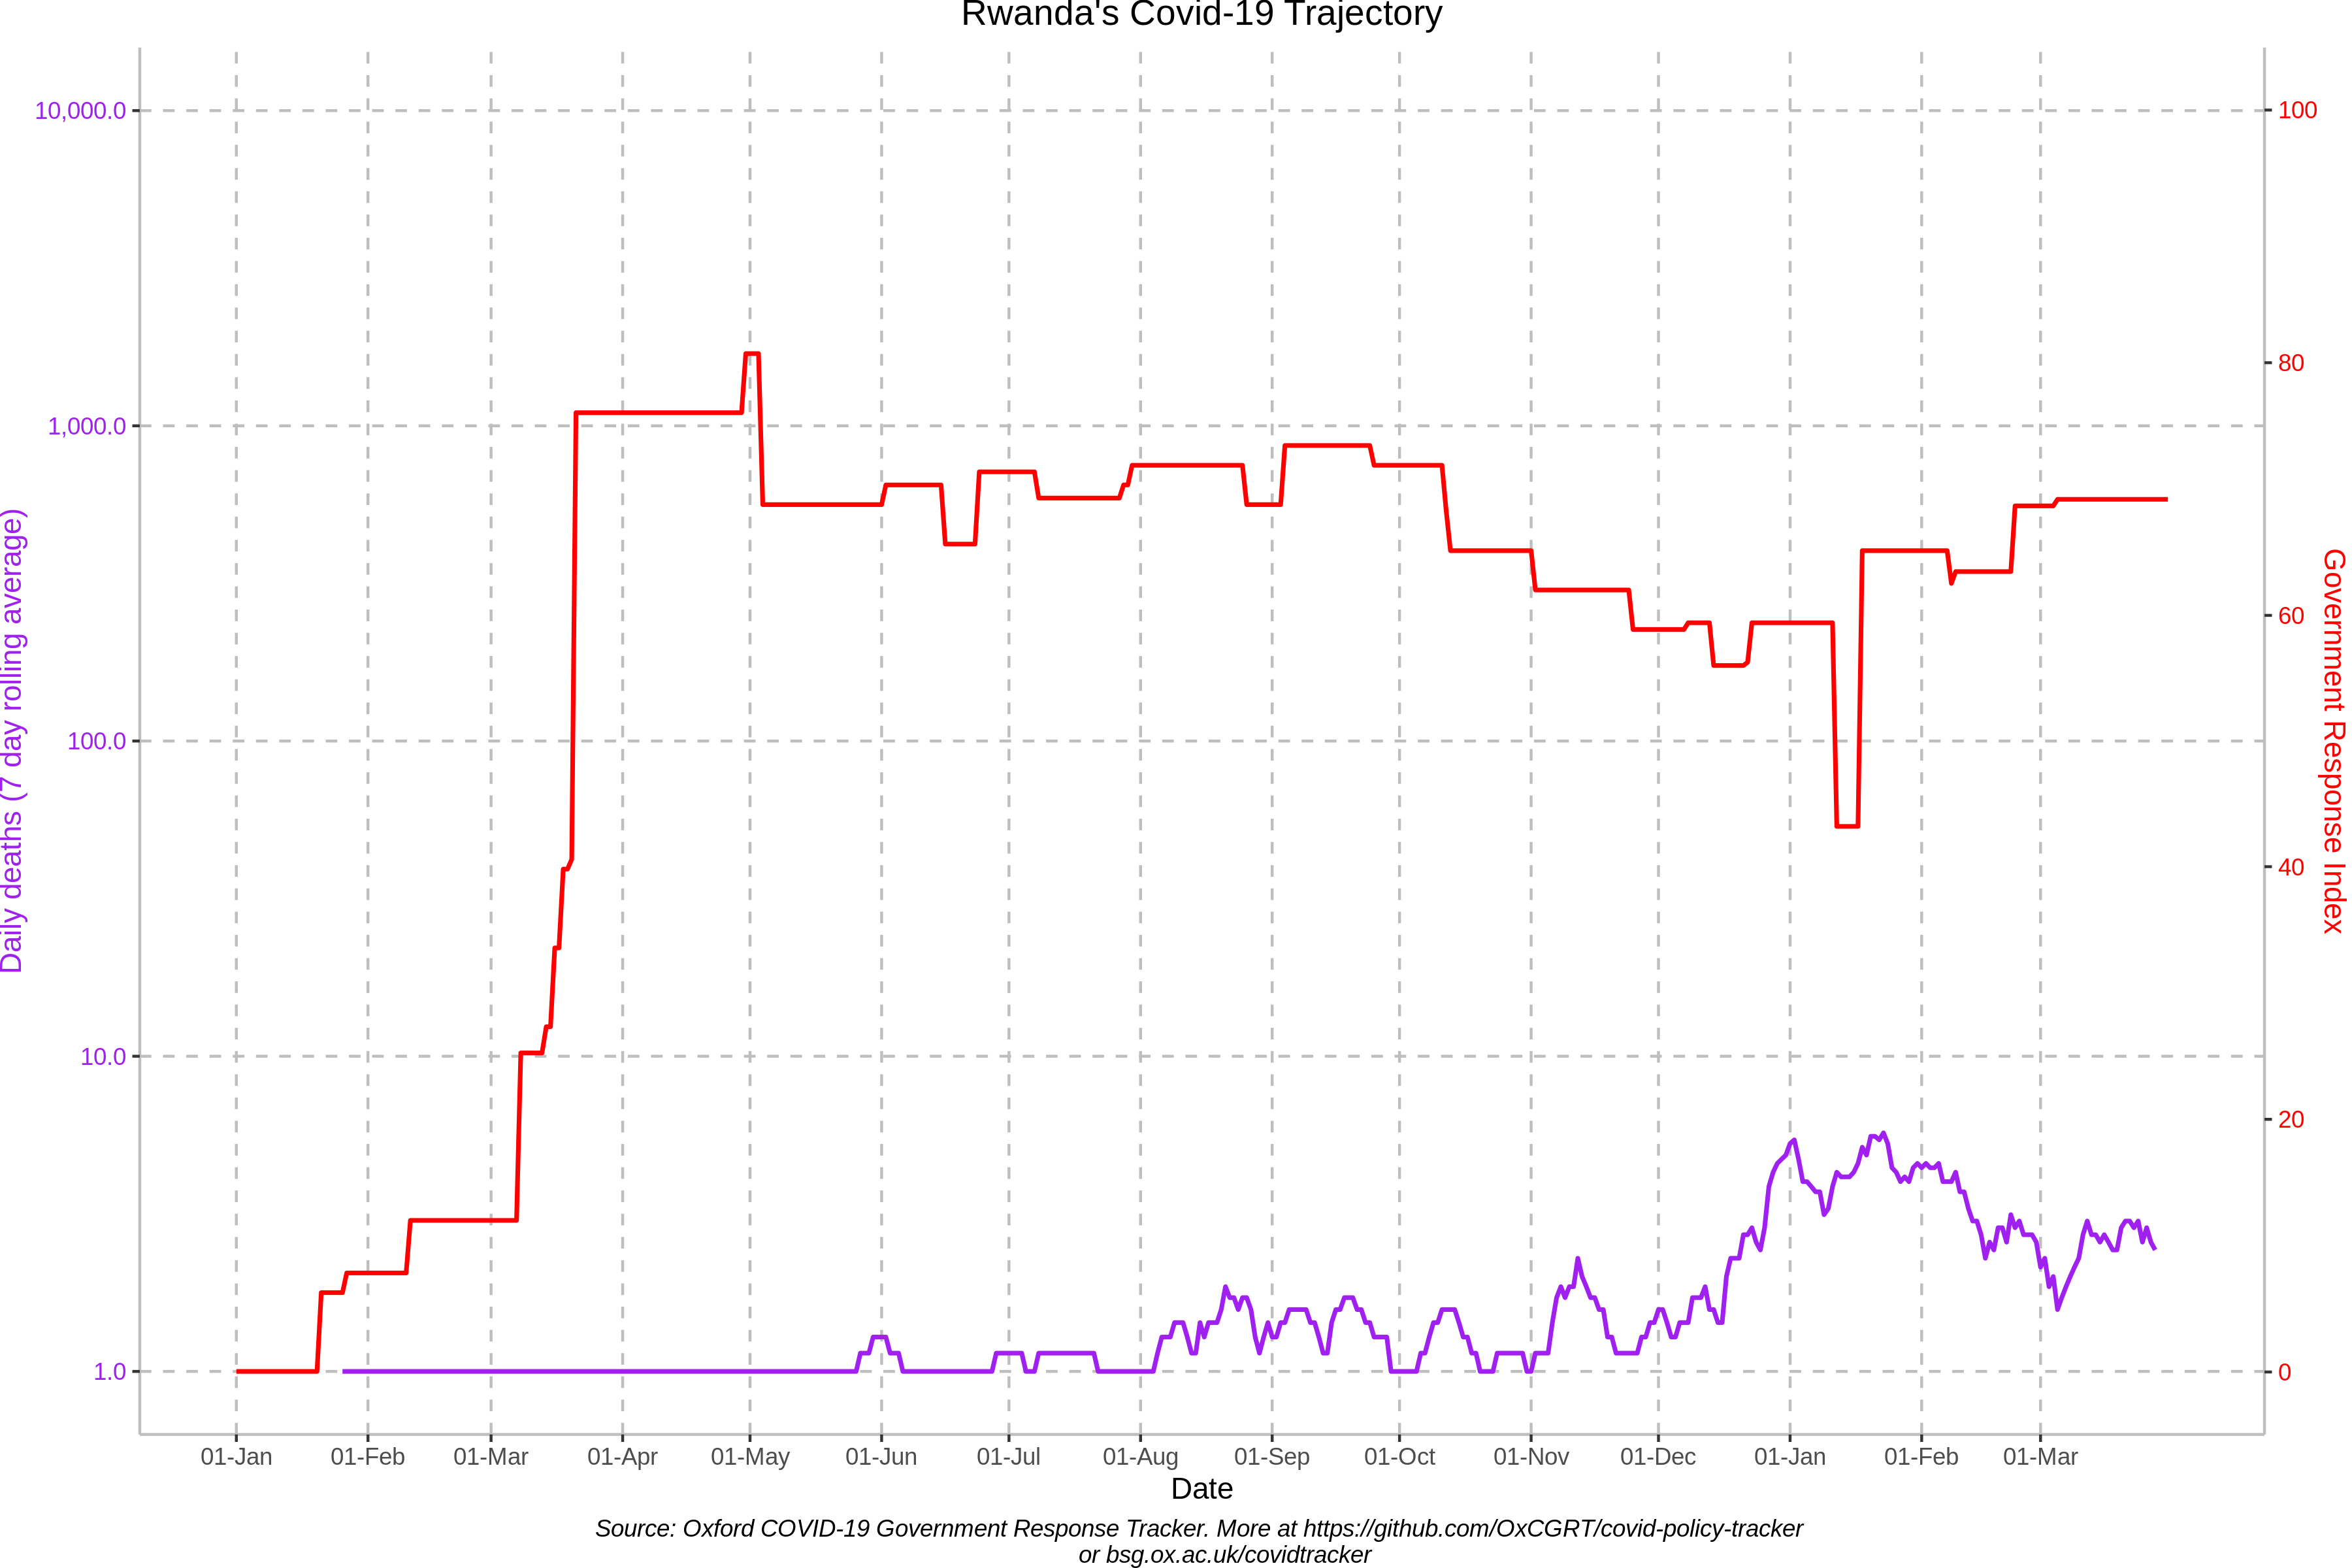 Rwanda's Covid-19 Trajectory
Daily deaths (7 day rolling average)
10,000.0
1,000.0
100.0
10.0
1.0
100
80
60
40
20
0
Government Response Index
01-Jan
01-Feb
01-Mar
01-Apr
01-May
01-Jun
01-Jul
01-Aug
01-Sep
01-Oct
01-Nov
01-Dec
01-Jan
01-Feb
01-Mar
Date
Source: Oxford COVID-19 Government Response Tracker. More at https://github.com/OxCGRT/covid-policy-tracker
or bsg.ox.ac.uk/covidtracker